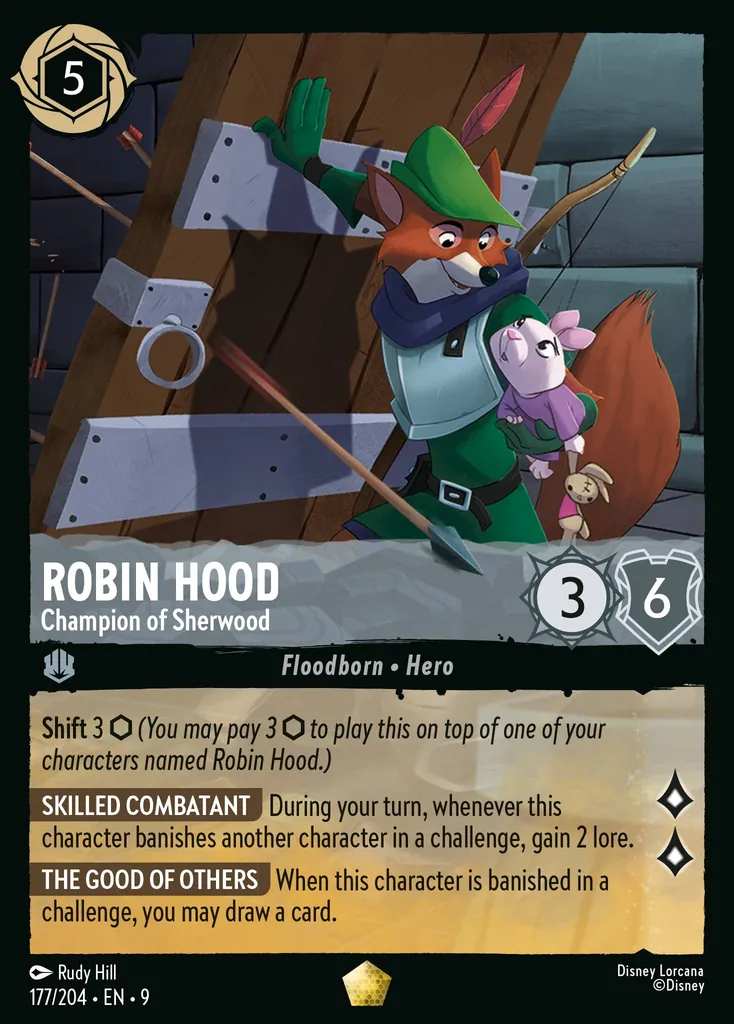 5
ROBIN HOOD
Champion of Sherwood
3
6
Floodborn • Hero
Shift 3 ⬡ (You may pay 3 ⬡ to play this on top of one of your
characters named Robin Hood.)
SKILLED COMBATANT During your turn, whenever this
character banishes another character in a challenge, gain 2 lore.
THE GOOD OF OTHERS When this character is banished in a
challenge, you may draw a card.
Rudy Hill
177/204 • EN • 9
Disney Lorcana
©Disney